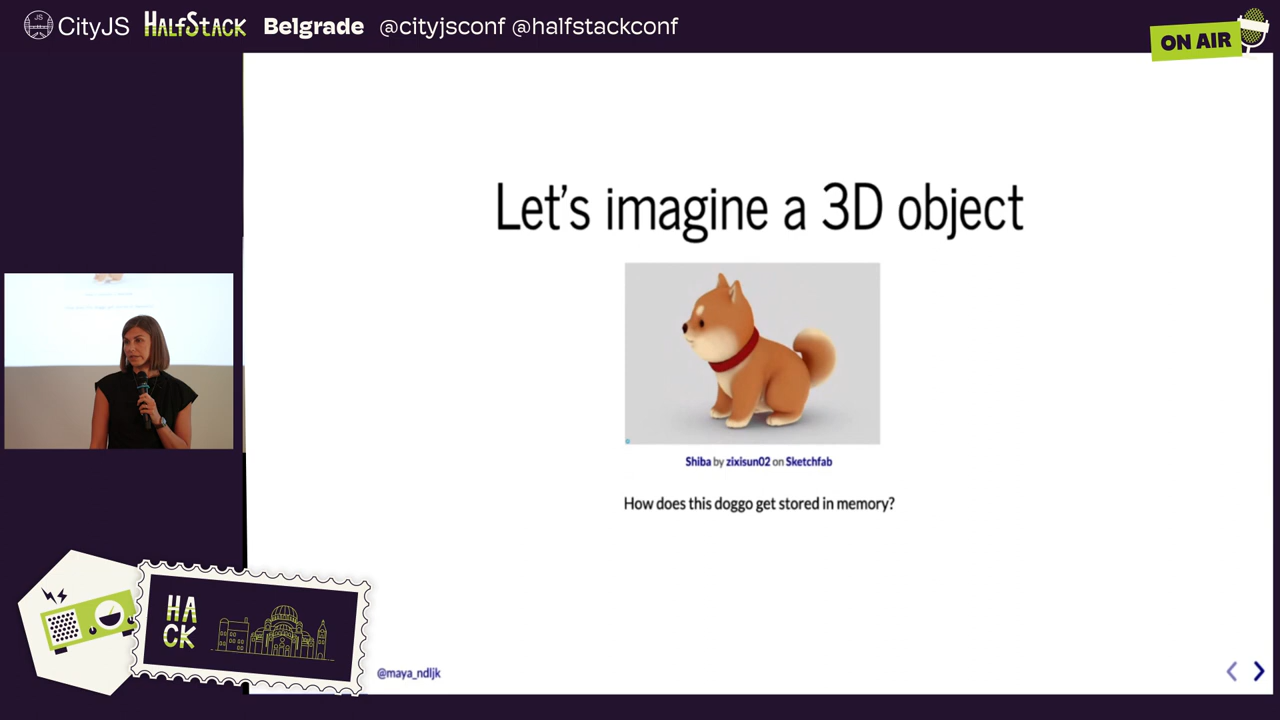 JS
CityJS HALFSTACK Belgrade @cityjsconf @halfstackconf
ON AIR
Let's imagine a 3D object
Shiba by zixisun02 on Sketchfab
How does this doggo get stored in memory?
HA
CK
@maya_ndljk